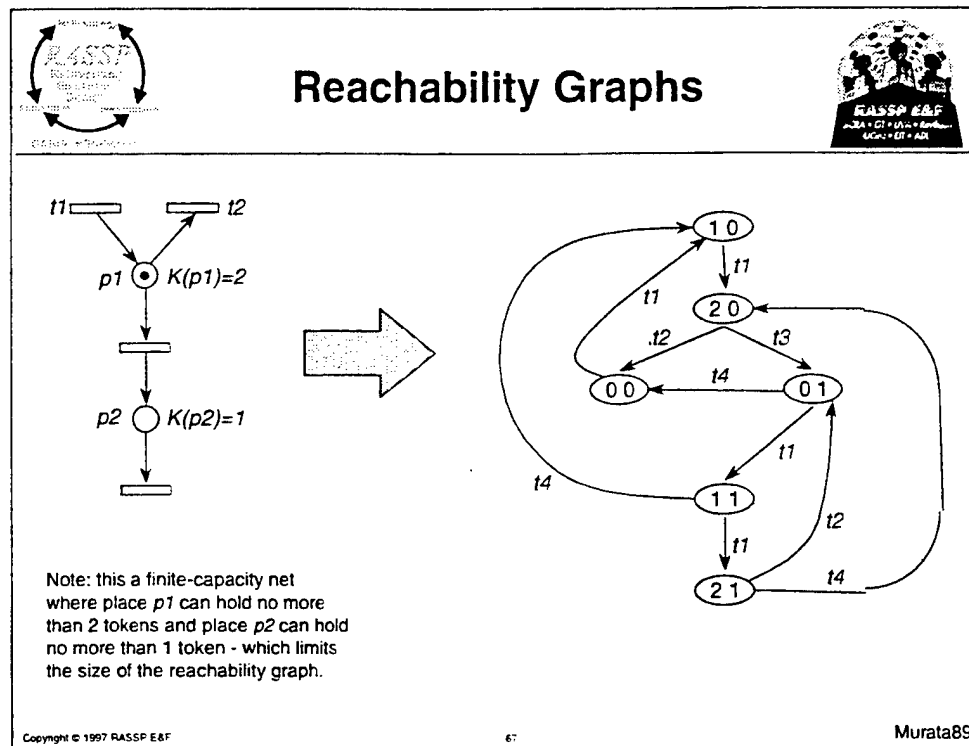 RASSP
Reachability Graphs
RASSP E&F
t1
t2
p1
K(p1)=2
p2
K(p2)=1
1 0
t1
2 0
t1
.t2
t3
0 0
t4
0 1
t1
t4
1 1
t2
t1
t4
2 1
Note: this a finite-capacity net
where place p1 can hold no more
than 2 tokens and place p2 can hold
no more than 1 token - which limits
the size of the reachability graph.
Copyright © 1997 RASSP E&F
67
Murata89